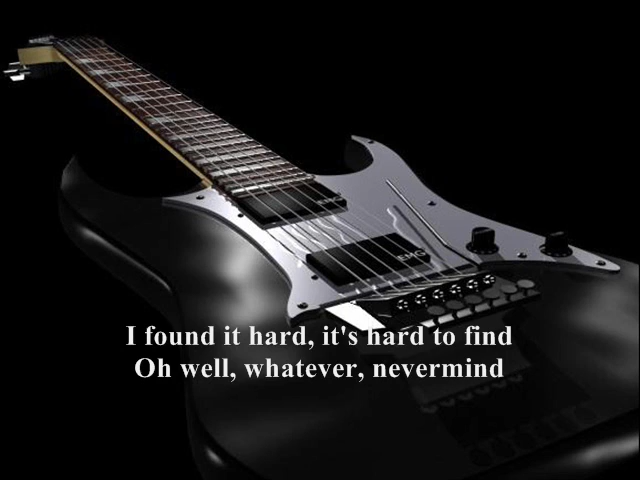 EMG
I found it hard, it's hard to find
Oh well, whatever, nevermind